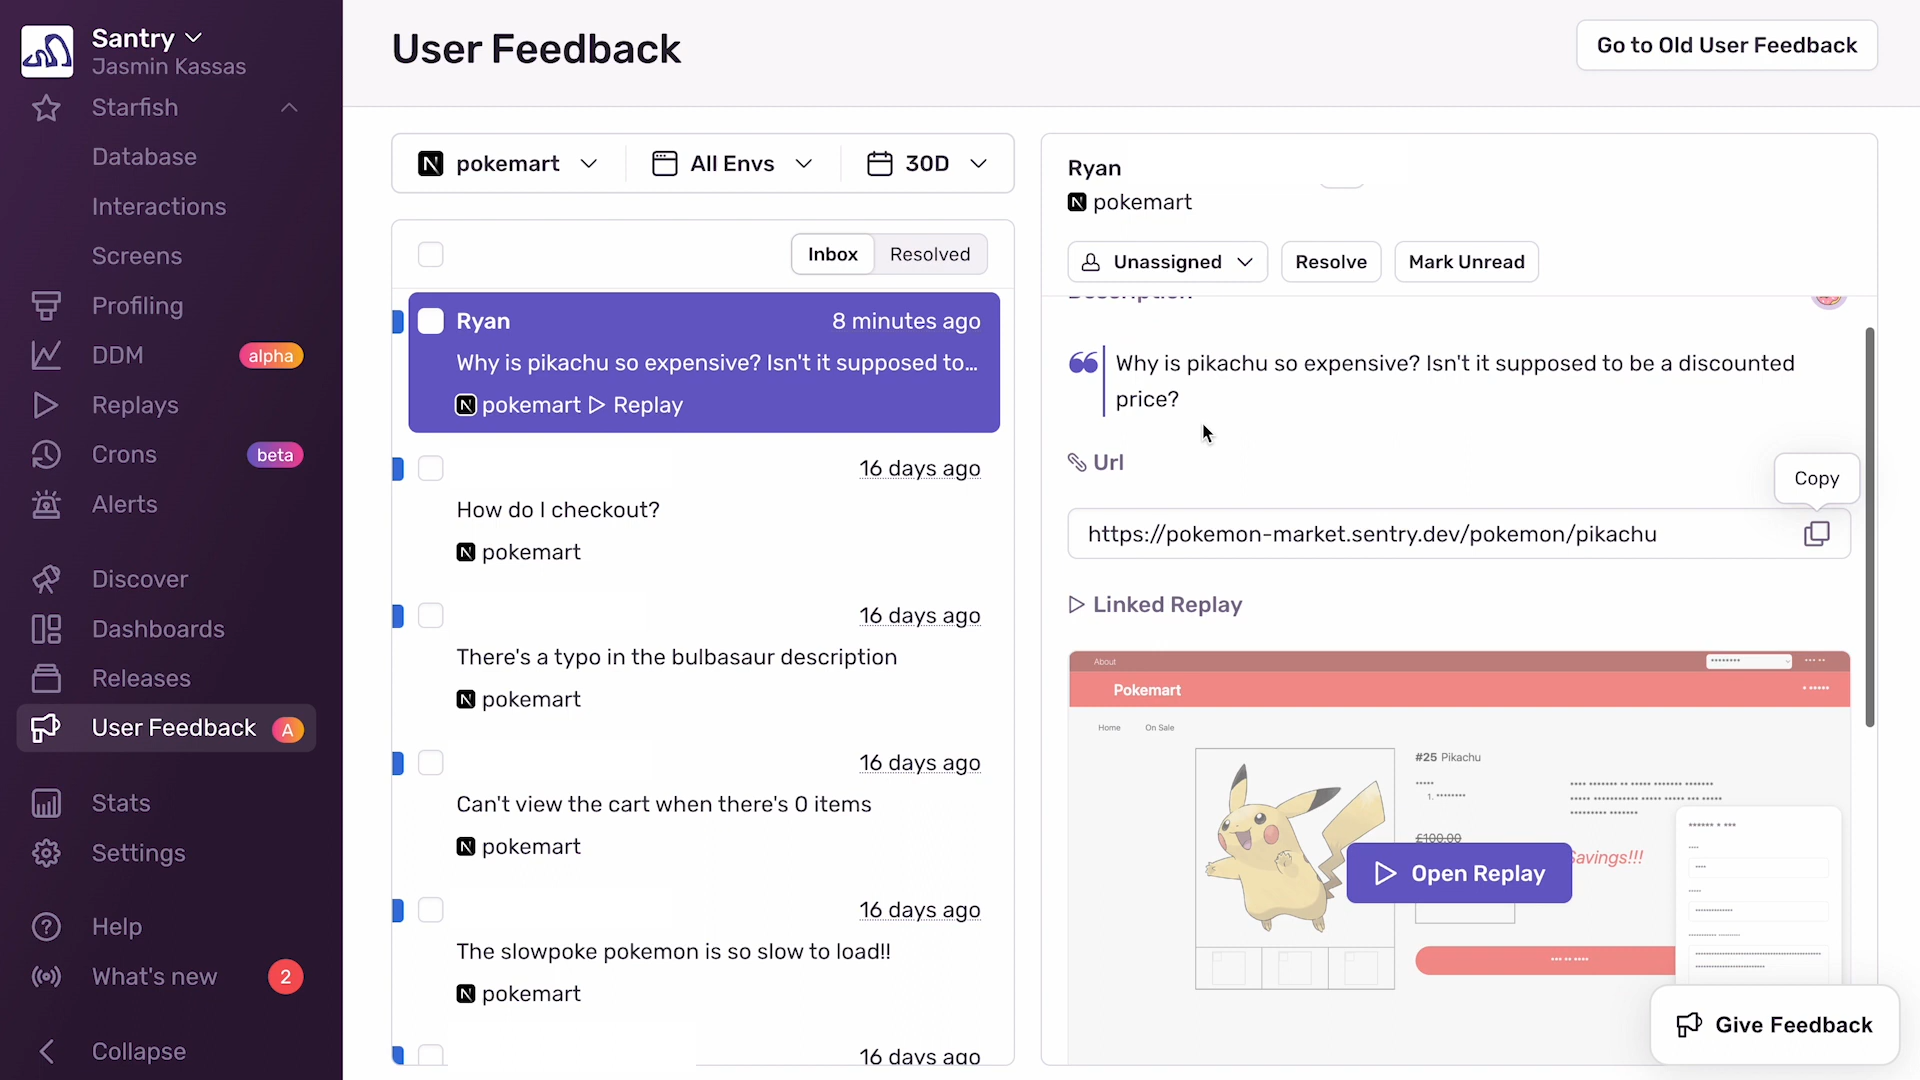 Santry
Jasmin Kassas
Starfish
Database
Interactions
Screens
Profiling
DDM alpha
Replays
Crons beta
Alerts
Discover
Dashboards
Releases
User Feedback A
Stats
Settings
Help
What's new 2
Collapse
User Feedback
Go to Old User Feedback
N pokemart
All Envs
30D
Inbox Resolved
Ryan 8 minutes ago
Why is pikachu so expensive? Isn't it supposed to...
N pokemart Replay
16 days ago
How do I checkout?
N pokemart
16 days ago
There's a typo in the bulbasaur description
N pokemart
16 days ago
Can't view the cart when there's 0 items
N pokemart
16 days ago
The slowpoke pokemon is so slow to load!!
N pokemart
16 days ago
Ryan
N pokemart
Unassigned Resolve Mark Unread
Description
Why is pikachu so expensive? Isn't it supposed to be a discounted
price?
Url
Copy
https://pokemon-market.sentry.dev/pokemon/pikachu
Linked Replay
About
Pokemart
Home On Sale
#25 Pikachu
1. ********
£100.00
Savings!!!
Open Replay
Give Feedback